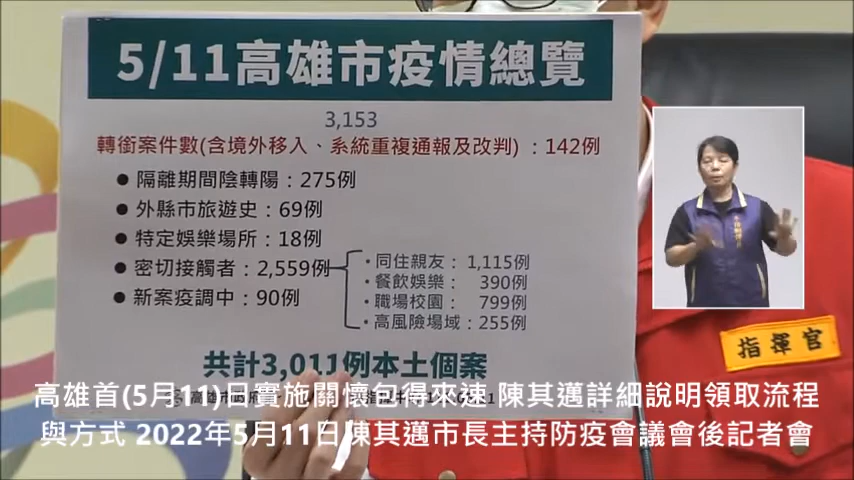 5/11高雄市疫情總覽
3,153
轉銜案件數(含境外移入、系統重複通報及改判)：142例
●隔離期間陰轉陽：275例
●外縣市旅遊史：69例
●特定娛樂場所：18例
●密切接觸者：2,559例
•同住親友：1,115例
•餐飲娛樂：390例
•職場校園：799例
•高風險場域：255例
●新案疫調中：90例
共計3,011例本土個案
指揮官
高雄首(5月11)日實施關懷包得來速 陳其邁詳細說明領取流程
與方式 2022年5月11日陳其邁市長主持防疫會議會後記者會